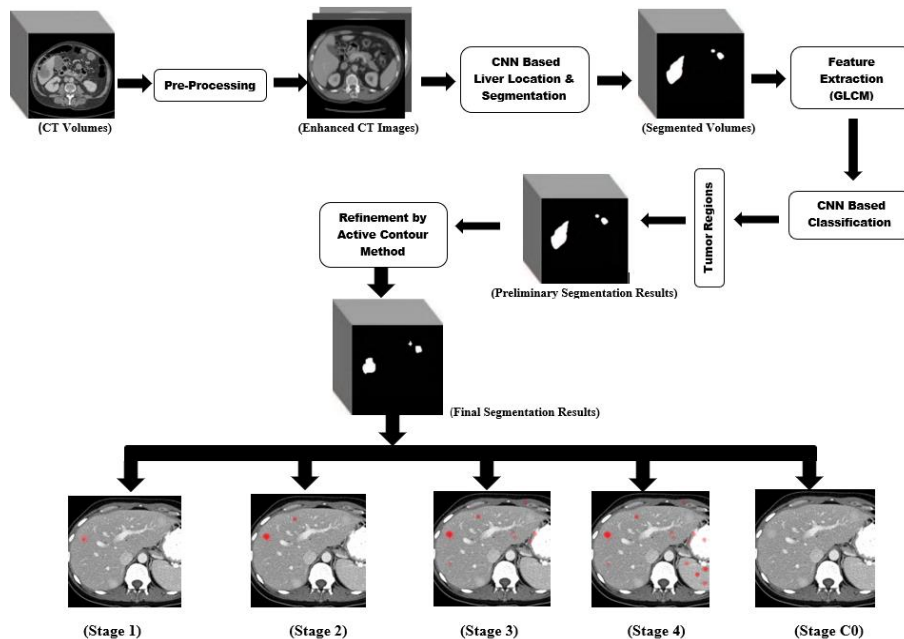 Pre-Processing
CNN Based
Liver Location &
Segmentation
Feature
Extraction
(GLCM)
(CT Volumes)
(Enhanced CT Images)
(Segmented Volumes)
Refinement by
Active Contour
Method
Tumor Regions
CNN Based
Classification
(Preliminary Segmentation Results)
(Final Segmentation Results)
(Stage 1)
(Stage 2)
(Stage 3)
(Stage 4)
(Stage C0)